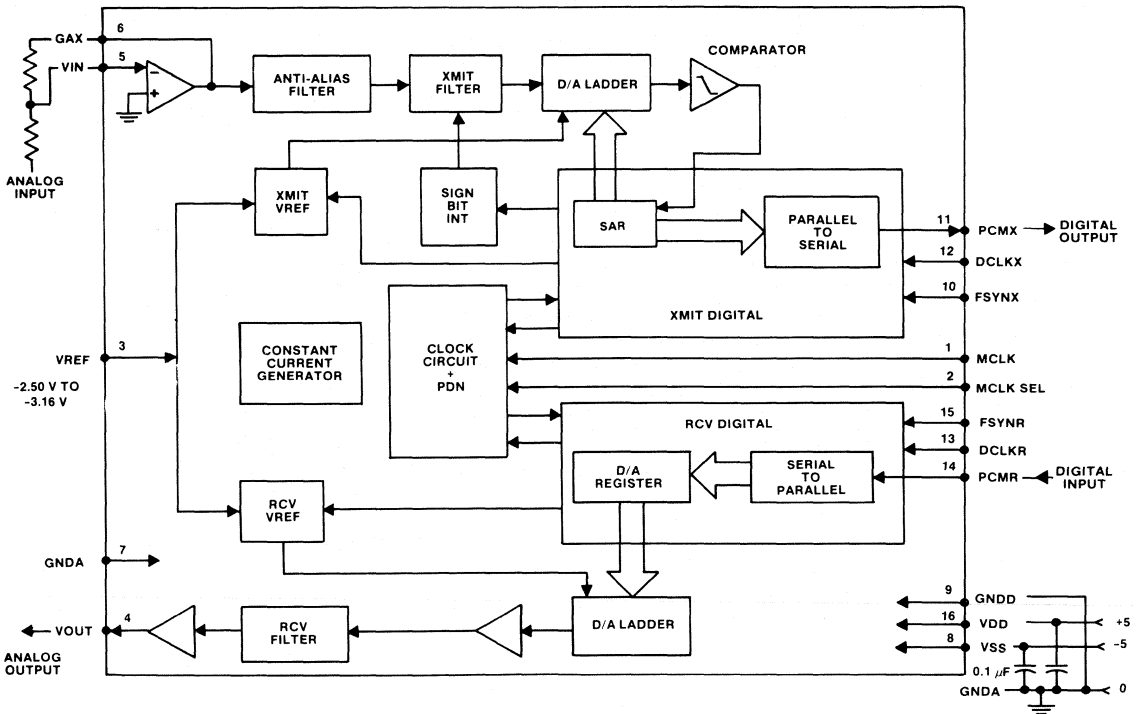 GAX 6
VIN 5
−
+
ANALOG
INPUT
ANTI-ALIAS
FILTER
XMIT
FILTER
D/A LADDER
COMPARATOR
XMIT
VREF
SIGN
BIT
INT
SAR
PARALLEL
TO
SERIAL
XMIT DIGITAL
11 PCMX
DIGITAL
OUTPUT
12 DCLKX
10 FSYNX
VREF 3
−2.50 V TO
−3.16 V
CONSTANT
CURRENT
GENERATOR
CLOCK
CIRCUIT
+
PDN
1 MCLK
2 MCLK SEL
RCV DIGITAL
15 FSYNR
13 DCLKR
14 PCMR
DIGITAL
INPUT
D/A
REGISTER
SERIAL
TO
PARALLEL
RCV
VREF
GNDA 7
VOUT 4
ANALOG
OUTPUT
RCV
FILTER
D/A LADDER
9 GNDD
16 VDD +5
8 VSS −5
0.1 μF
GNDA 0